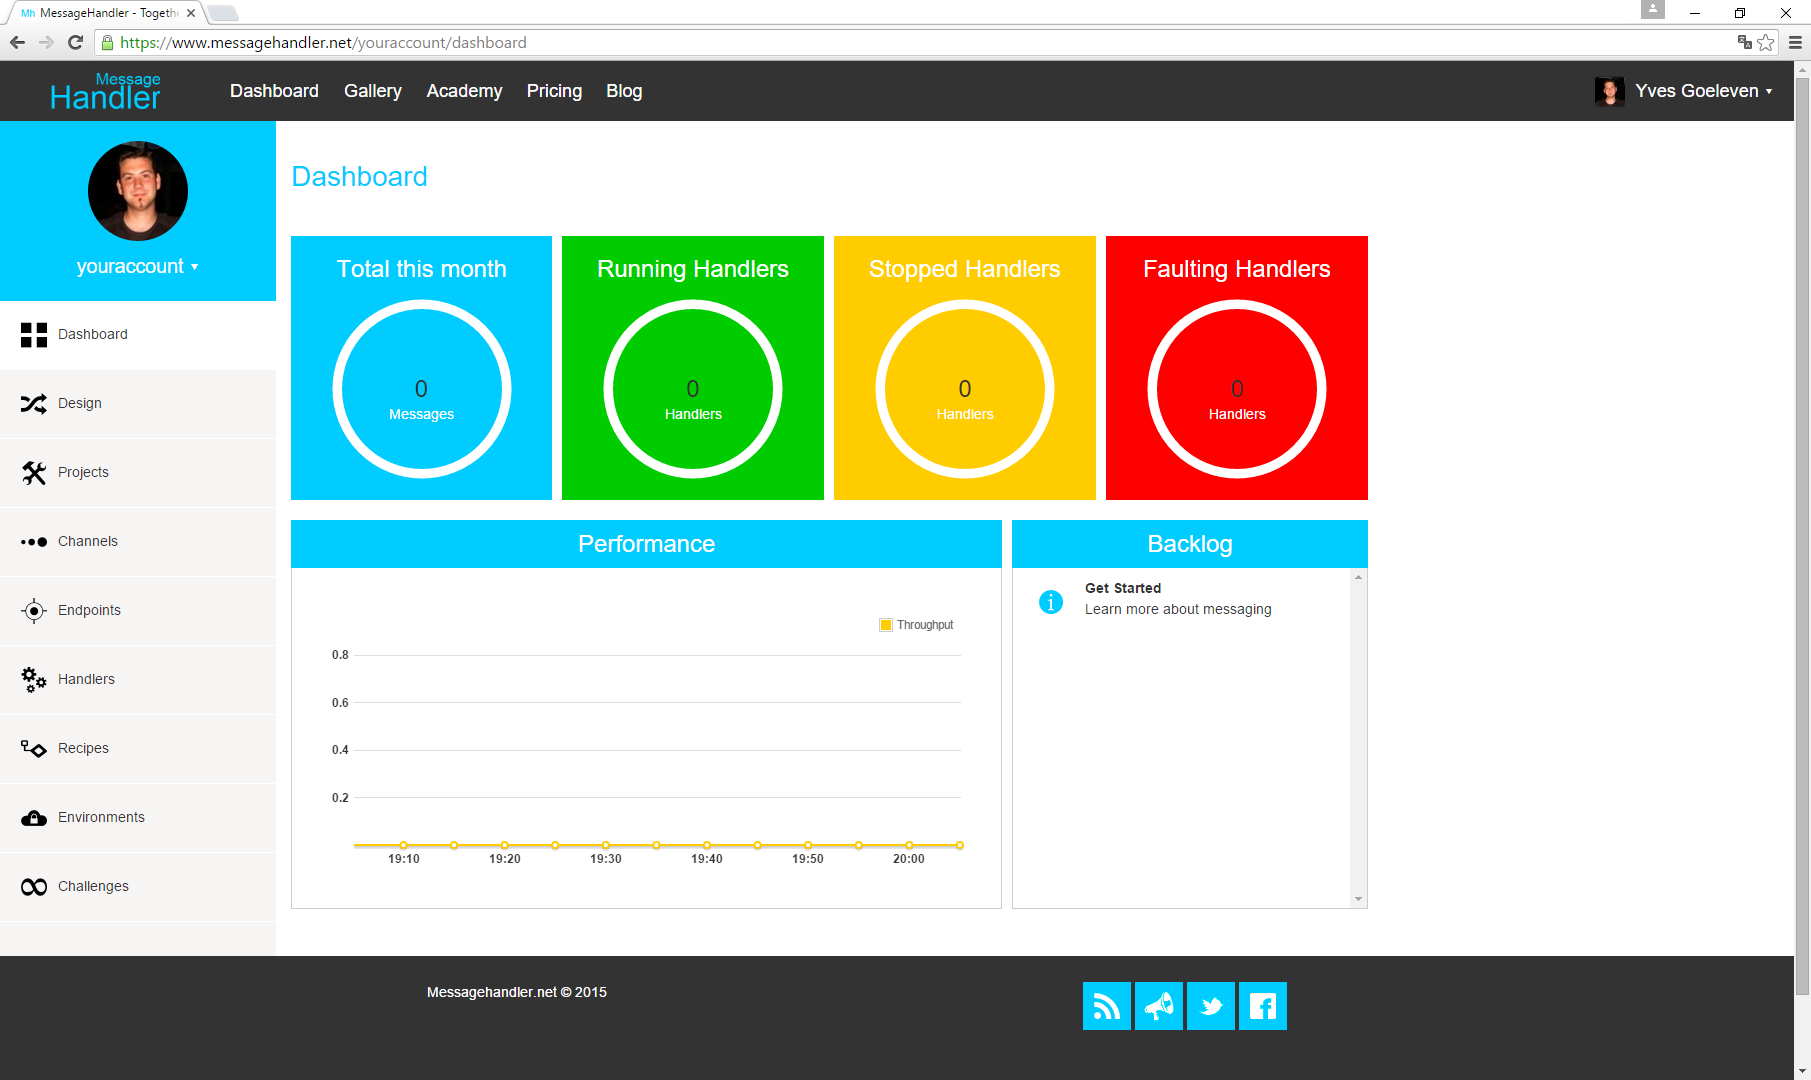 Mh MessageHandler - Togeth
https://www.messagehandler.net/youraccount/dashboard
Message
Handler
Dashboard Gallery Academy Pricing Blog
Yves Goeleven
youraccount
Dashboard
Design
Projects
Channels
Endpoints
Handlers
Recipes
Environments
Challenges
Dashboard
Total this month
0
Messages
Running Handlers
0
Handlers
Stopped Handlers
0
Handlers
Faulting Handlers
0
Handlers
Performance
Throughput
0.8
0.6
0.4
0.2
19:10 19:20 19:30 19:40 19:50 20:00
Backlog
Get Started
Learn more about messaging
Messagehandler.net © 2015